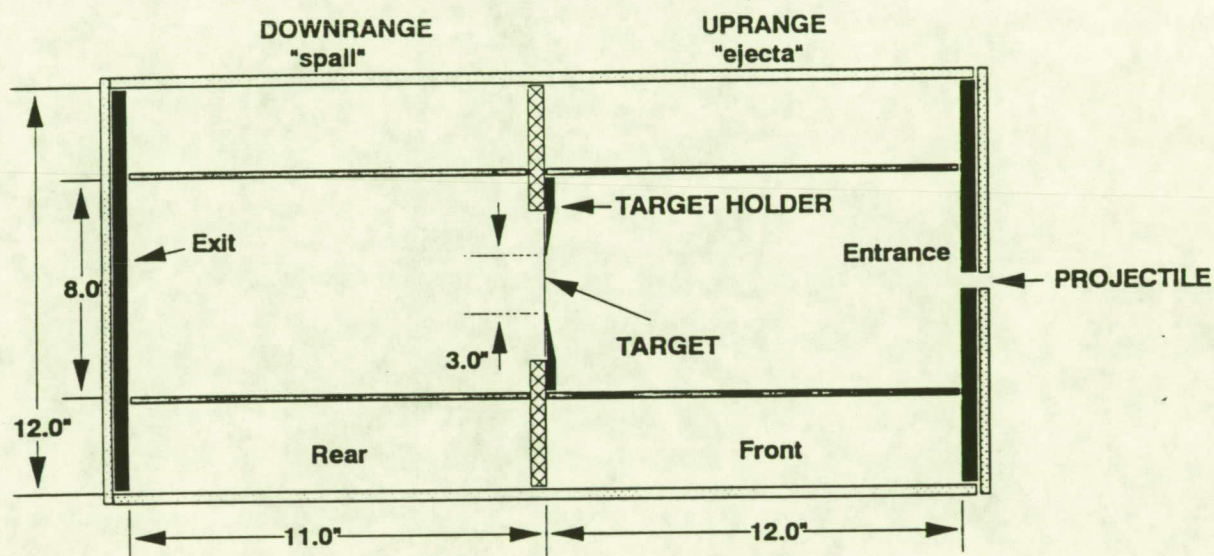 DOWNRANGE
"spall"
UPRANGE
"ejecta"
TARGET HOLDER
Exit
Entrance
8.0"
PROJECTILE
TARGET
3.0"
12.0"
Rear
Front
11.0"
12.0"